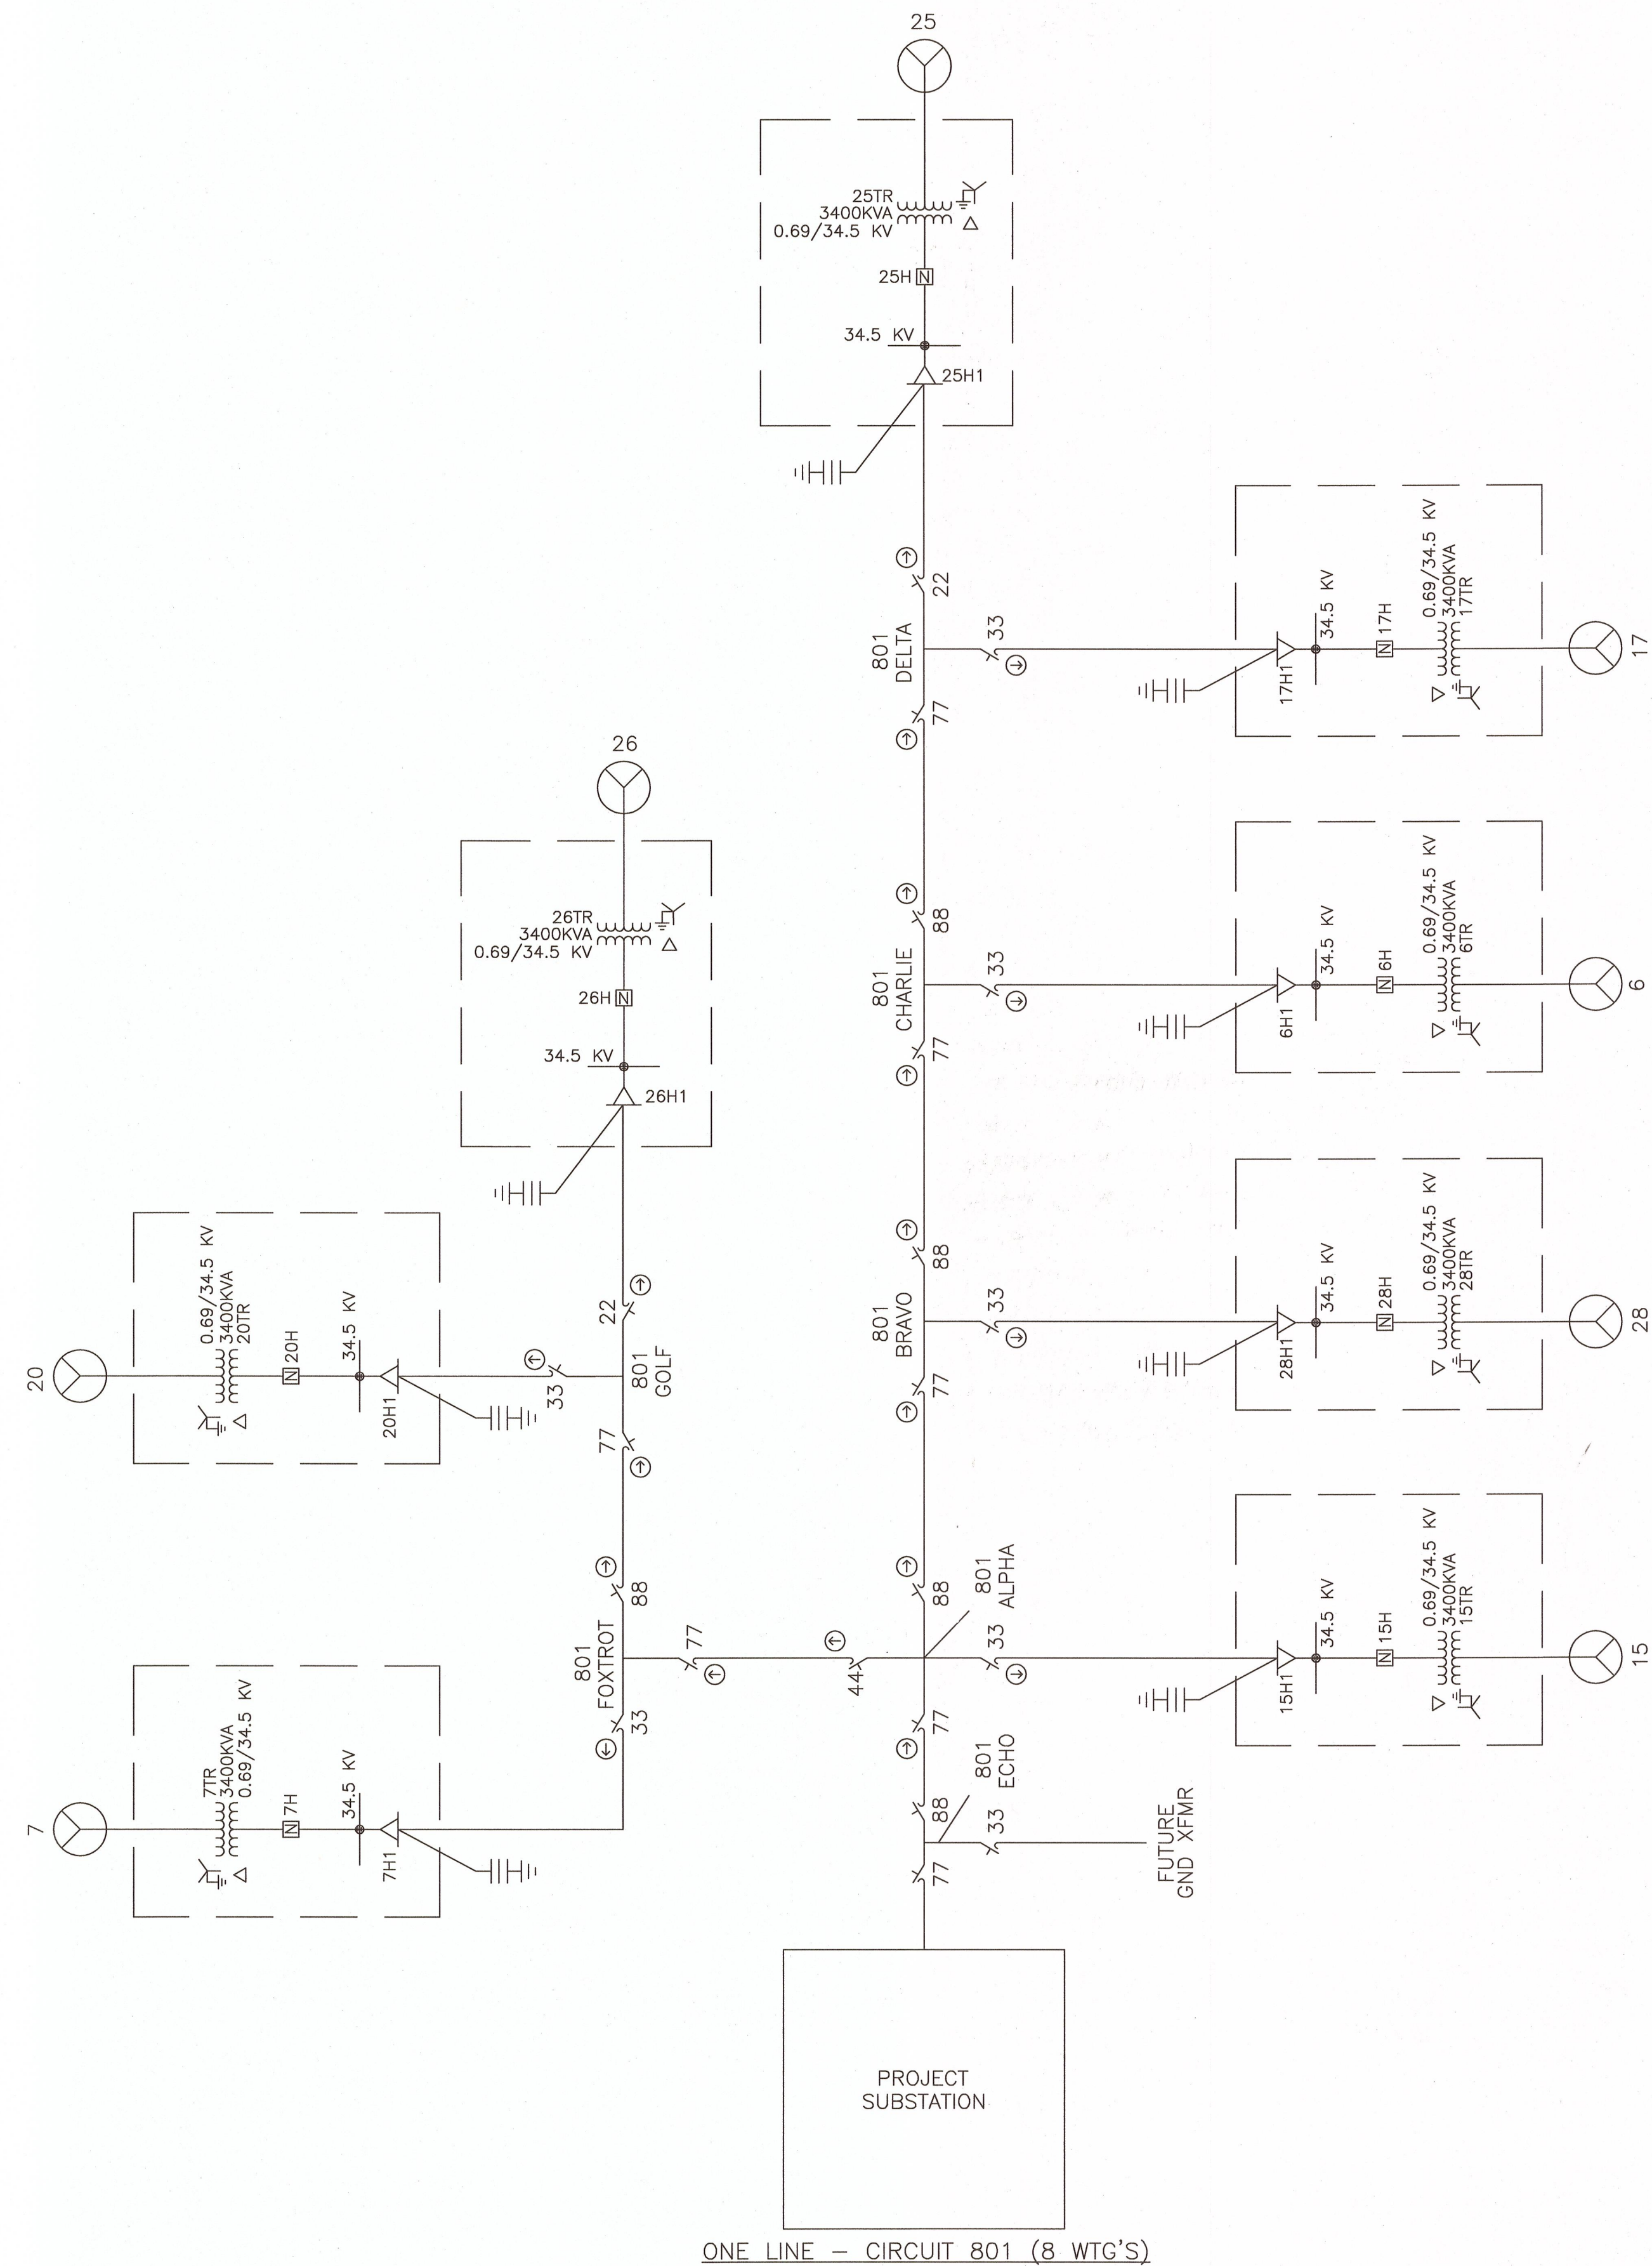 25
25TR
3400KVA
0.69/34.5 KV
25H N
34.5 KV
25H1
22
801
DELTA
33
77
17H1
34.5 KV
N 17H
0.69/34.5 KV
3400KVA
17TR
17
26
26TR
3400KVA
0.69/34.5 KV
26H N
34.5 KV
26H1
88
801
CHARLIE
33
77
6H1
34.5 KV
N 6H
0.69/34.5 KV
3400KVA
6TR
6
20
0.69/34.5 KV
3400KVA
20TR
N 20H
34.5 KV
20H1
33
22
801
GOLF
77
88
801
BRAVO
33
77
28H1
34.5 KV
N 28H
0.69/34.5 KV
3400KVA
28TR
28
7
7TR
3400KVA
0.69/34.5 KV
N 7H
34.5 KV
7H1
88
801
FOXTROT
33
77
44
88
801
ALPHA
33
77
15H1
34.5 KV
N 15H
0.69/34.5 KV
3400KVA
15TR
15
801
ECHO
88
33
77
FUTURE
GND XFMR
PROJECT
SUBSTATION
ONE LINE – CIRCUIT 801 (8 WTG'S)